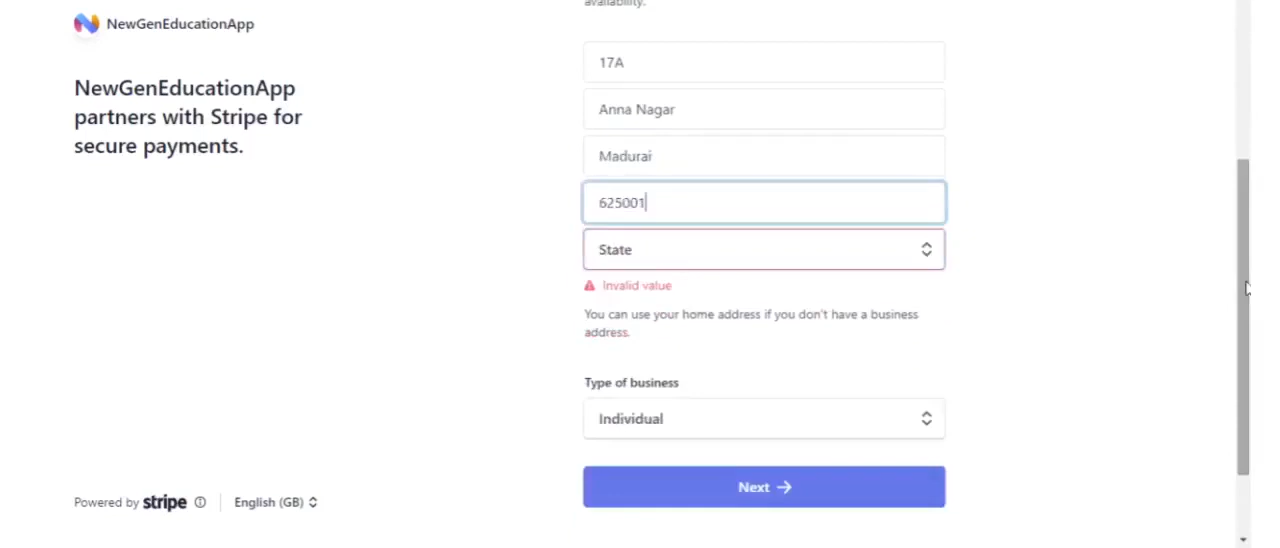 availability.
NewGenEducationApp
NewGenEducationApp
partners with Stripe for
secure payments.
17A
Anna Nagar
Madurai
625001
State
Invalid value
You can use your home address if you don't have a business
address.
Type of business
Individual
Next
Powered by stripe
English (GB)